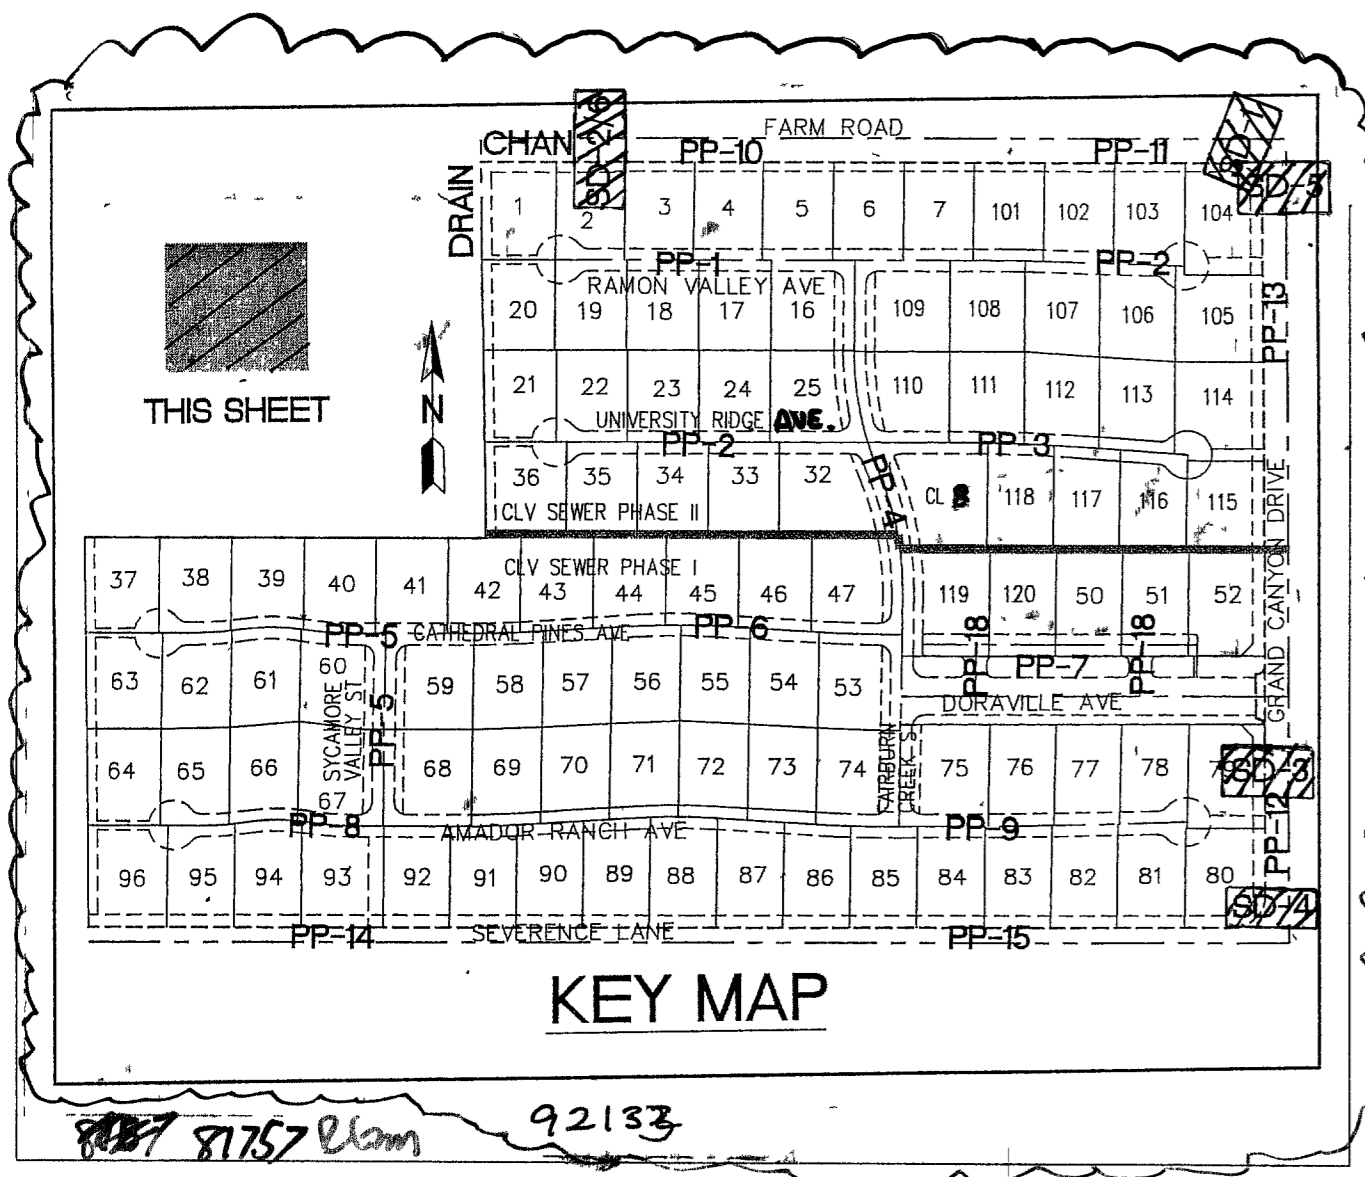 FARM ROAD
CHAN
SD-2/6
PP-10
PP-11
SD-1
SD-5
DRAIN
1 2 3 4 5 6 7 101 102 103 104
PP-1
PP-2
RAMON VALLEY AVE
PP-13
20 19 18 17 16 109 108 107 106 105
THIS SHEET
N
21 22 23 24 25 110 111 112 113 114
UNIVERSITY RIDGE AVE.
PP-2
PP-3
PP-4
36 35 34 33 32 CL 118 117 116 115
CLV SEWER PHASE II
GRAND CANYON DRIVE
CLV SEWER PHASE I
37 38 39 40 41 42 43 44 45 46 47 119 120 50 51 52
PP-5
CATHEDRAL PINES AVE
PP-6
PP-18
PP-7
PP-18
63 62 61 60 59 58 57 56 55 54 53
SYCAMORE
VALLEY ST
PP-5
DORAVILLE AVE
FAIRBURN
CREEK S
64 65 66 67 68 69 70 71 72 73 74 75 76 77 78 79
SD-3
PP-8
AMADOR RANCH AVE
PP-9
PP-12
96 95 94 93 92 91 90 89 88 87 86 85 84 83 82 81 80
SD-4
PP-14
SEVERENCE LANE
PP-15
KEY MAP
81757
92133